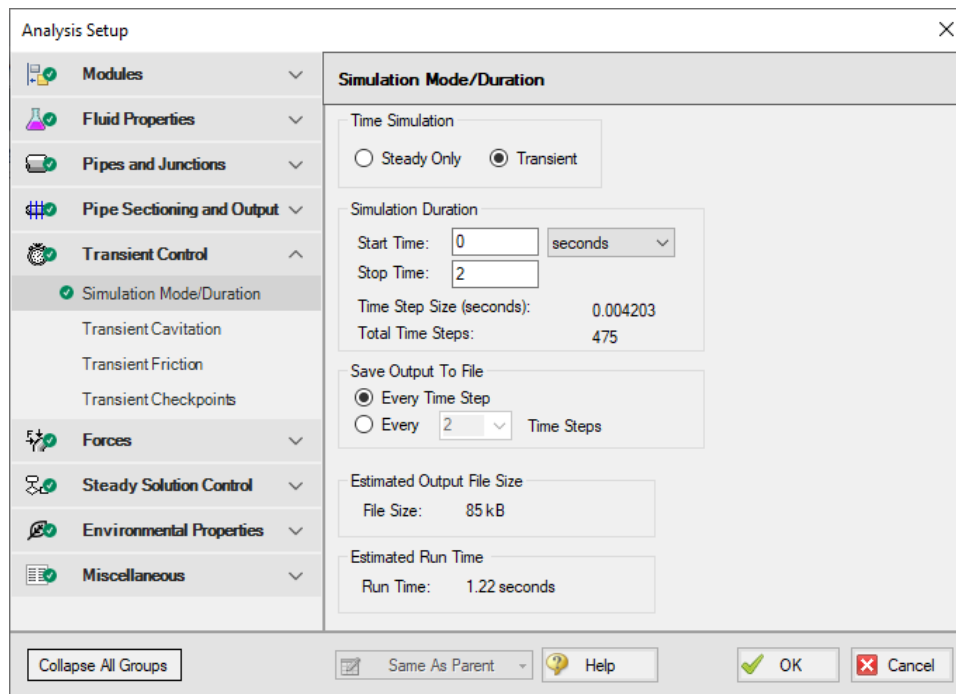 Analysis Setup
Modules
Fluid Properties
Pipes and Junctions
Pipe Sectioning and Output
Transient Control
Simulation Mode/Duration
Transient Cavitation
Transient Friction
Transient Checkpoints
Forces
Steady Solution Control
Environmental Properties
Miscellaneous
Simulation Mode/Duration
Time Simulation
Steady Only Transient
Simulation Duration
Start Time: 0 seconds
Stop Time: 2
Time Step Size (seconds): 0.004203
Total Time Steps: 475
Save Output To File
Every Time Step
Every 2 Time Steps
Estimated Output File Size
File Size: 85 kB
Estimated Run Time
Run Time: 1.22 seconds
Collapse All Groups Same As Parent Help OK Cancel